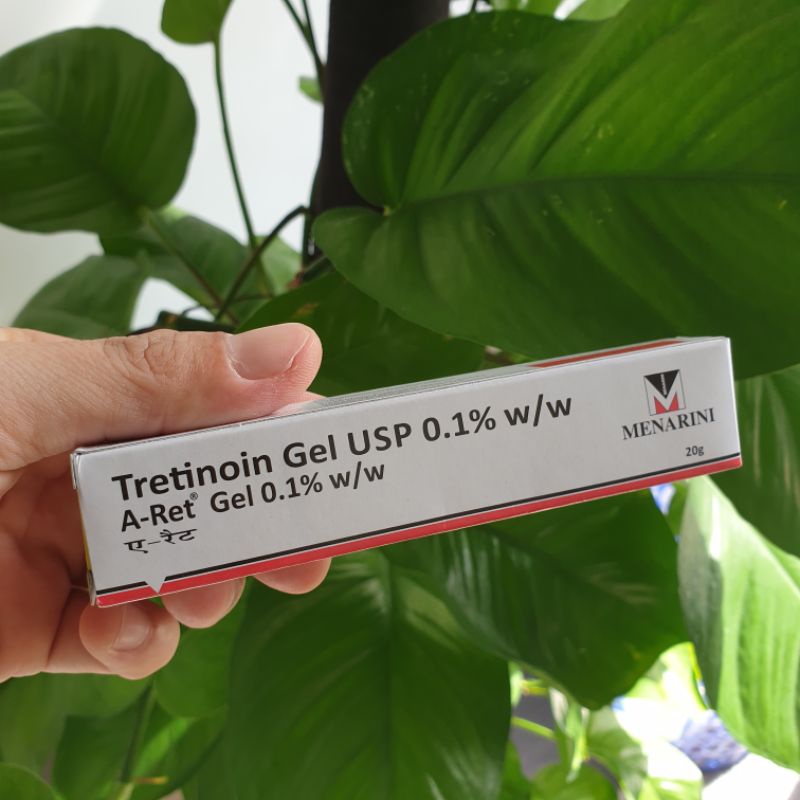 Tretinoin Gel USP 0.1% w/w
A-Ret® Gel 0.1% w/w
ए-रैट
MENARINI
20g